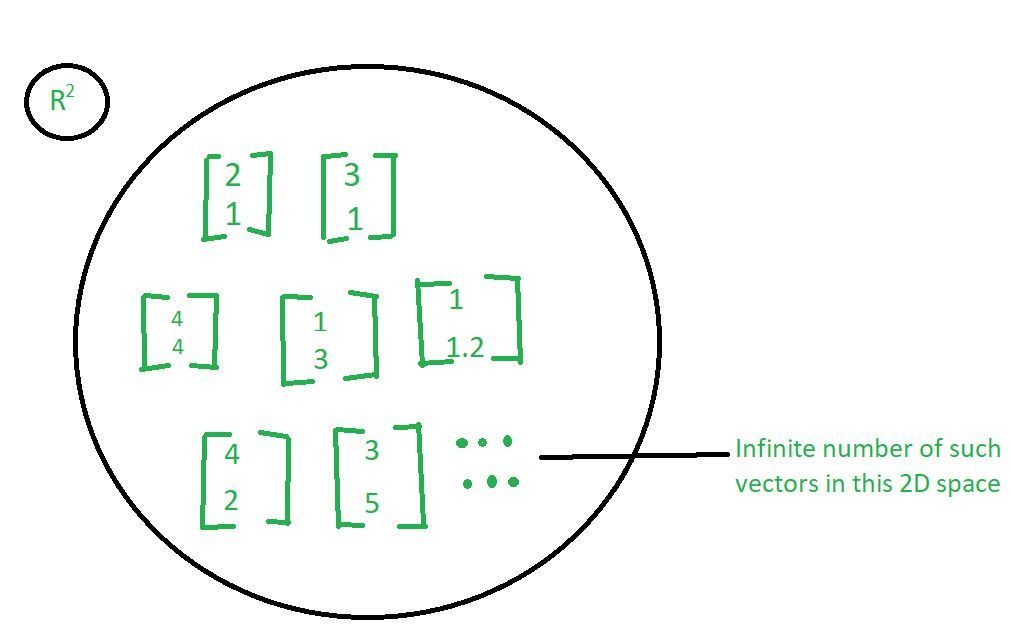 R²
2 3
1 1
4 1 1
4 3 1.2
4 3
2 5
Infinite number of such
vectors in this 2D space